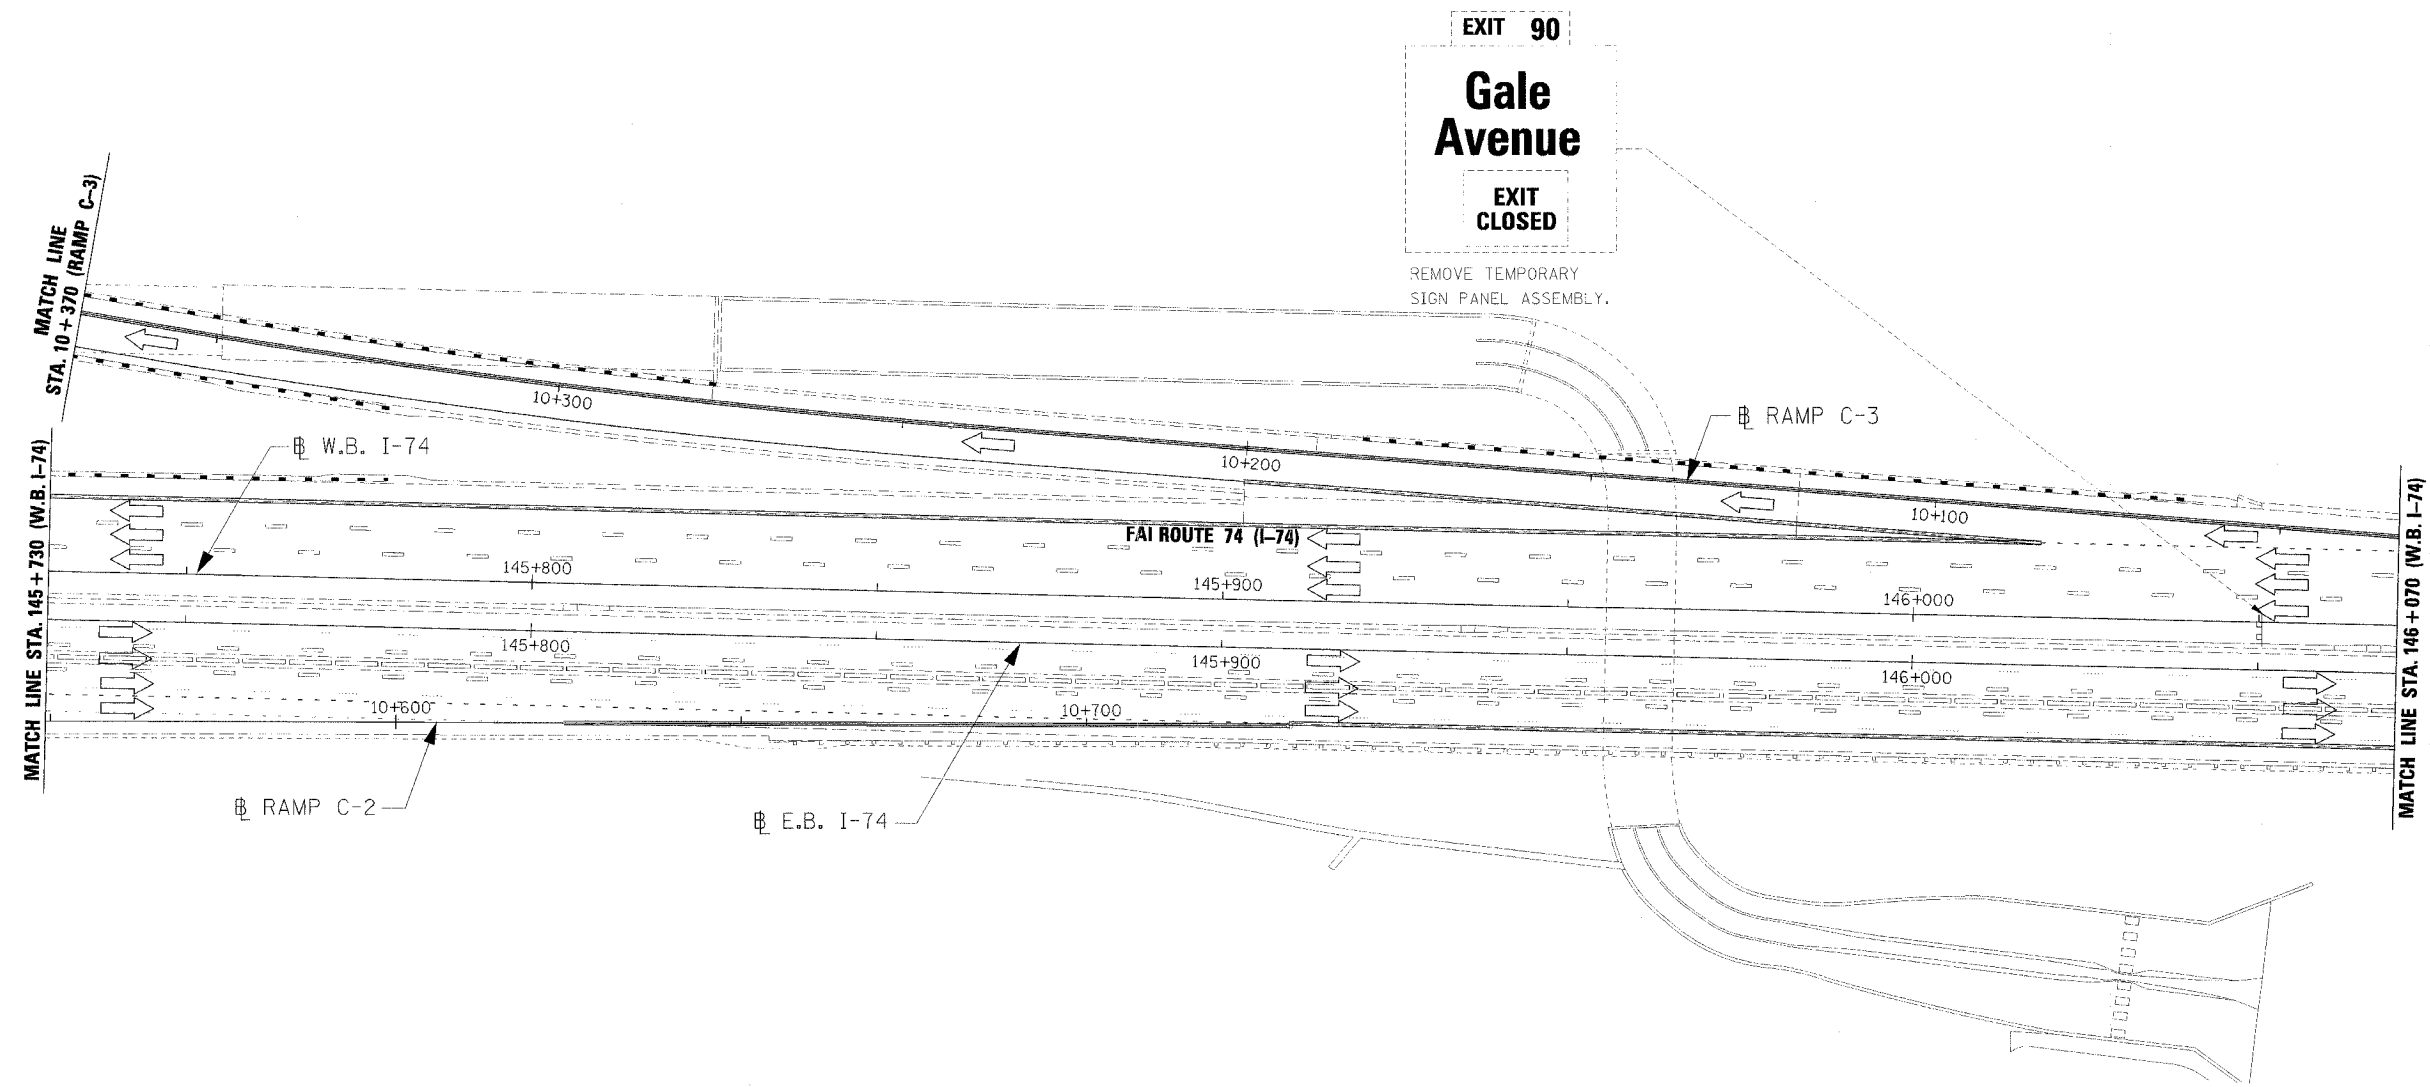 EXIT 90
Gale
Avenue
EXIT
CLOSED
REMOVE TEMPORARY
SIGN PANEL ASSEMBLY.
MATCH LINE
STA. 10+370 (RAMP C-3)
10+300
10+200
10+100
℄ RAMP C-3
℄ W.B. I-74
MATCH LINE STA. 145+730 (W.B. I-74)
FAI ROUTE 74 (I-74)
145+800
145+900
146+000
145+800
145+900
146+000
10+600
10+700
MATCH LINE STA. 146+070 (W.B. I-74)
RAMP C-2
E.B. I-74